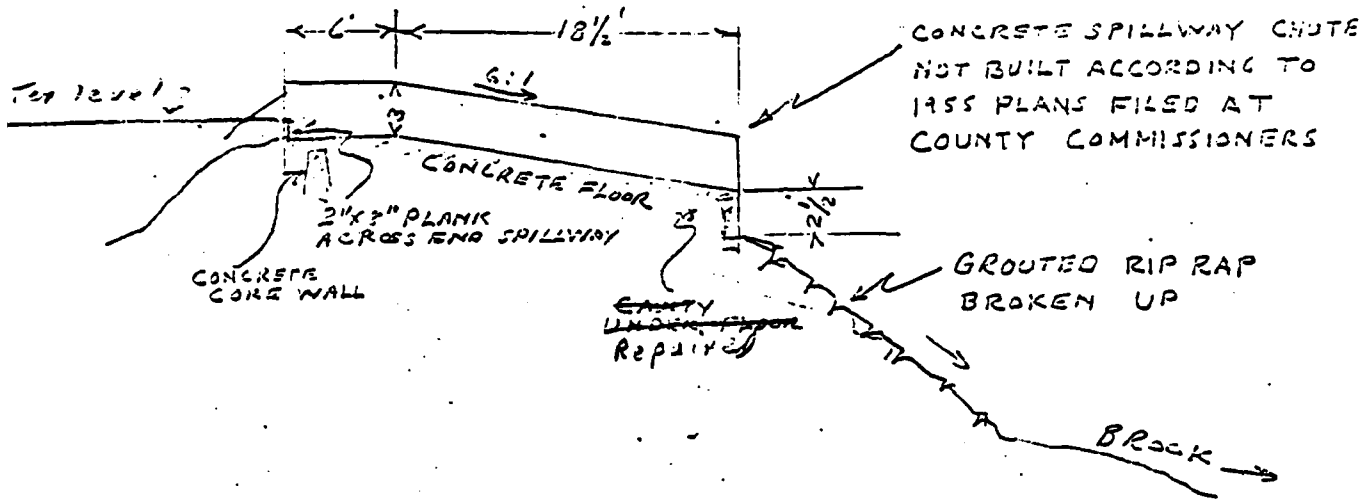 6'
18½'
CONCRETE SPILLWAY CHUTE
NOT BUILT ACCORDING TO
1955 PLANS FILED AT
COUNTY COMMISSIONERS
Top level
6:1
3
CONCRETE FLOOR
2"x3" PLANK
ACROSS END SPILLWAY
CONCRETE
CORE WALL
2½'
GROUTED RIP RAP
BROKEN UP
CAVITY
UNDER FLOOR
Repaired
BROOK